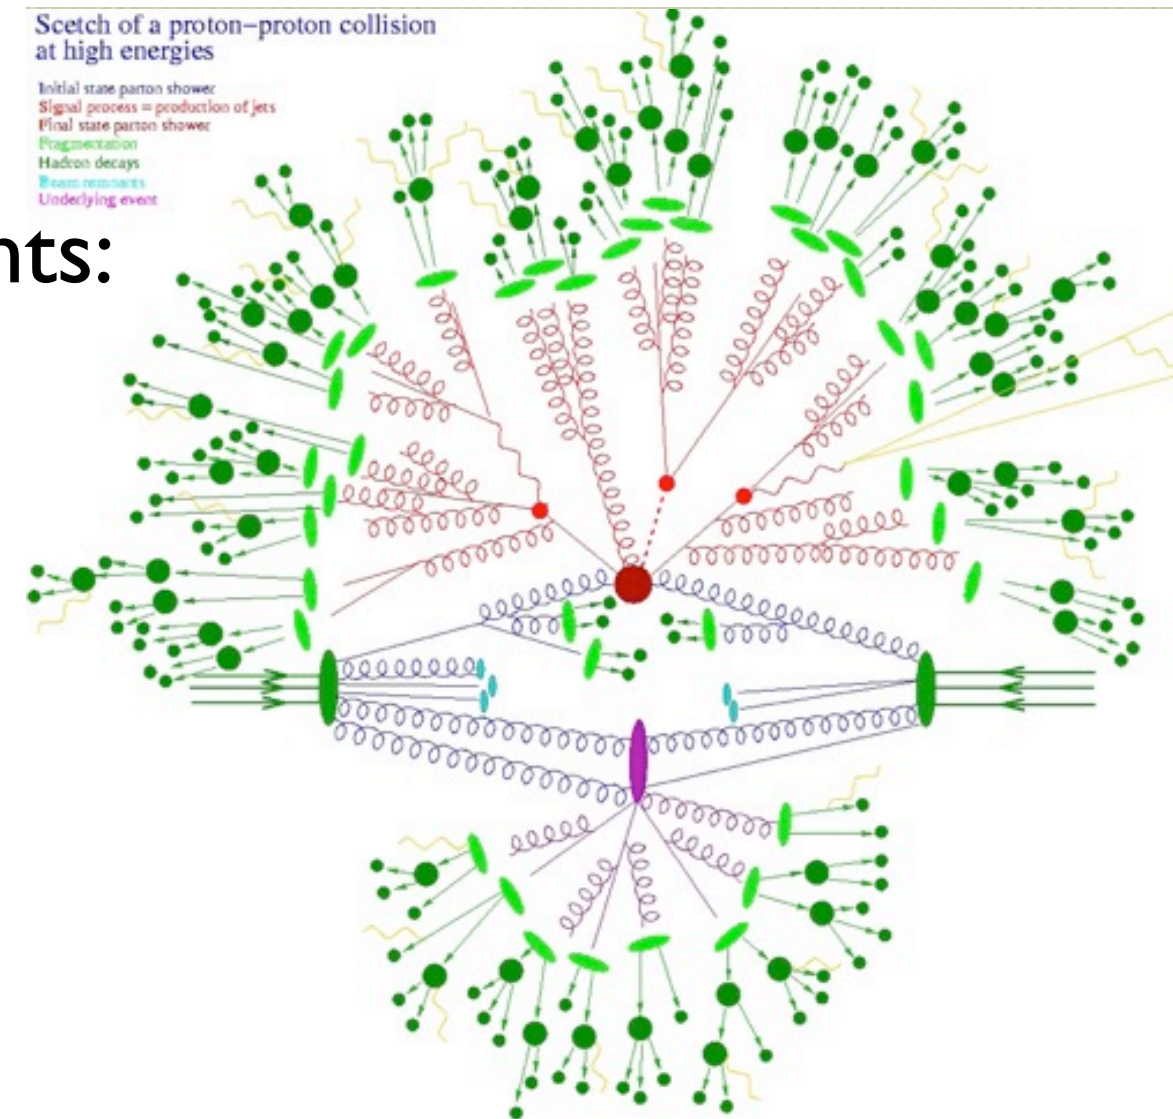 Scetch of a proton–proton collision
at high energies
Initial state parton shower
Signal process = production of jets
Final state parton shower
Fragmentation
Hadron decays
Beam remnants
Underlying event
nts: